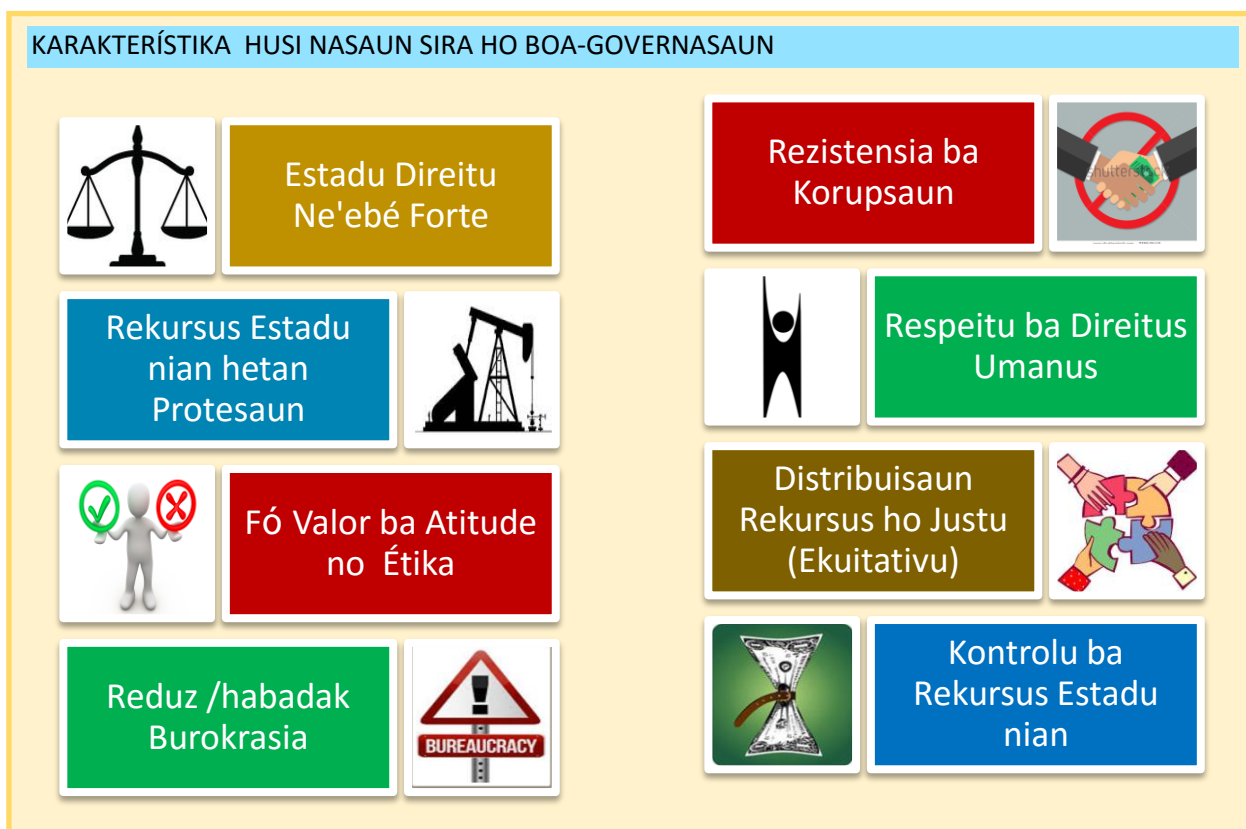 KARAKTERÍSTIKA HUSI NASAUN SIRA HO BOA-GOVERNASAUN
Estadu Direitu
Ne'ebé Forte
Rekursus Estadu
nian hetan
Protesaun
Fó Valor ba Atitude
no Étika
Reduz /habadak
Burokrasia
BUREAUCRACY
Rezistensia ba
Korupsaun
shutterstock
Respeitu ba Direitus
Umanus
Distribuisaun
Rekursus ho Justu
(Ekuitativu)
Kontrolu ba
Rekursus Estadu
nian